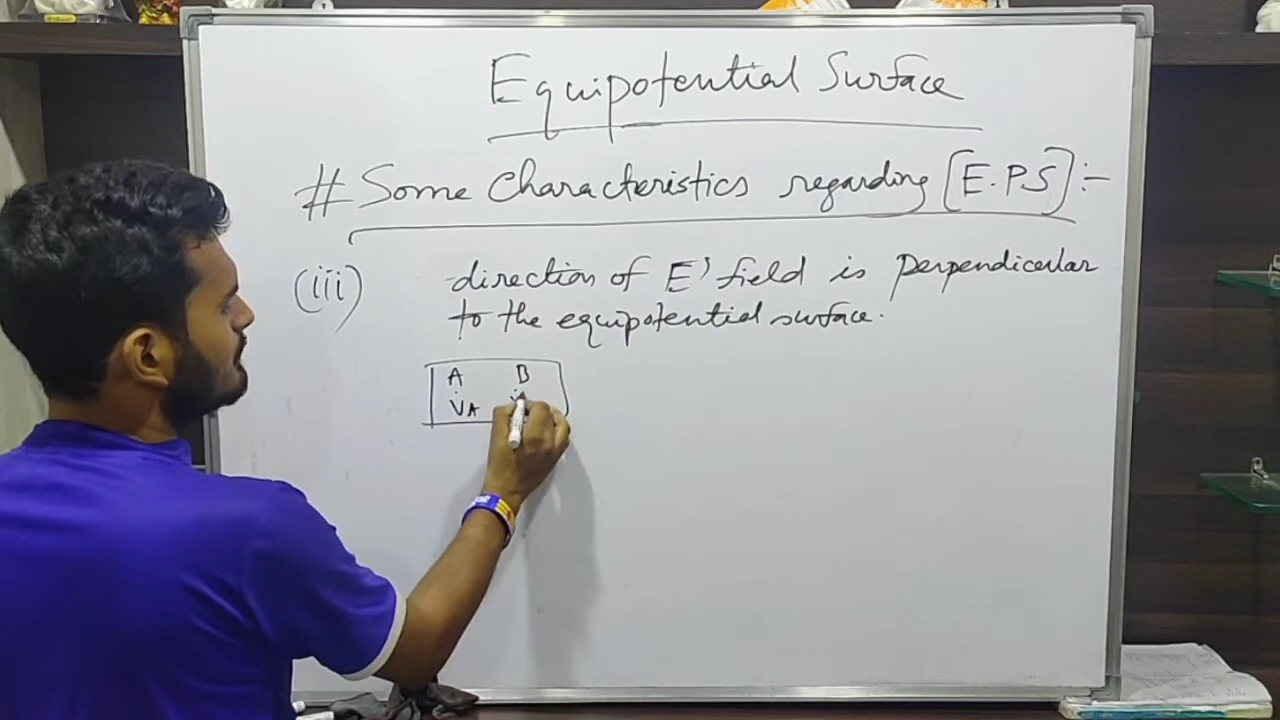 Equipotential Surface
# Some Characteristics regarding [E.P.S] :-
(iii) direction of E' field is perpendicular
to the equipotential surface.
A B
VA